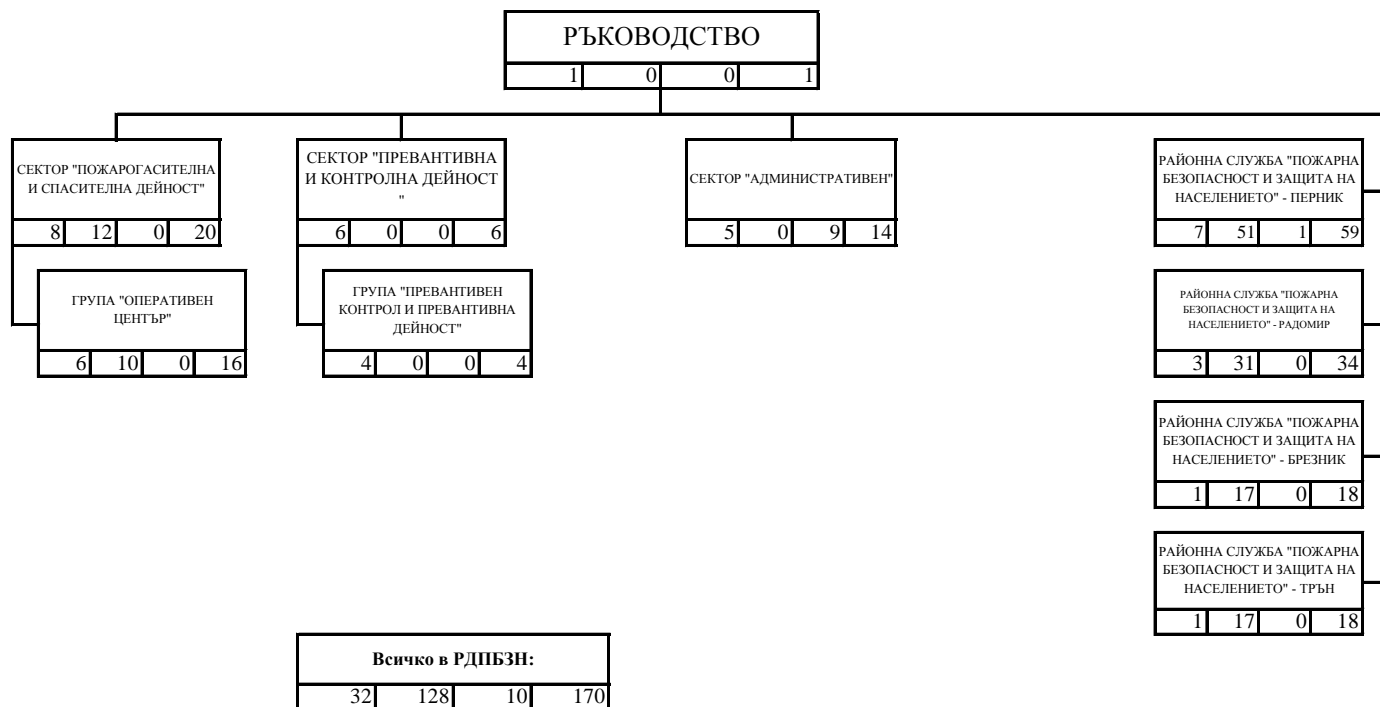 РЪКОВОДСТВО
1 0 0 1
СЕКТОР "ПОЖАРОГАСИТЕЛНА
И СПАСИТЕЛНА ДЕЙНОСТ"
8 12 0 20
ГРУПА "ОПЕРАТИВЕН
ЦЕНТЪР"
6 10 0 16
СЕКТОР "ПРЕВАНТИВНА
И КОНТРОЛНА ДЕЙНОСТ
"
6 0 0 6
ГРУПА "ПРЕВАНТИВЕН
КОНТРОЛ И ПРЕВАНТИВНА
ДЕЙНОСТ"
4 0 0 4
СЕКТОР "АДМИНИСТРАТИВЕН"
5 0 9 14
РАЙОННА СЛУЖБА "ПОЖАРНА
БЕЗОПАСНОСТ И ЗАЩИТА НА
НАСЕЛЕНИЕТО" - ПЕРНИК
7 51 1 59
РАЙОННА СЛУЖБА "ПОЖАРНА
БЕЗОПАСНОСТ И ЗАЩИТА НА
НАСЕЛЕНИЕТО" - РАДОМИР
3 31 0 34
РАЙОННА СЛУЖБА "ПОЖАРНА
БЕЗОПАСНОСТ И ЗАЩИТА НА
НАСЕЛЕНИЕТО" - БРЕЗНИК
1 17 0 18
РАЙОННА СЛУЖБА "ПОЖАРНА
БЕЗОПАСНОСТ И ЗАЩИТА НА
НАСЕЛЕНИЕТО" - ТРЪН
1 17 0 18
Всичко в РДПБЗН:
32 128 10 170